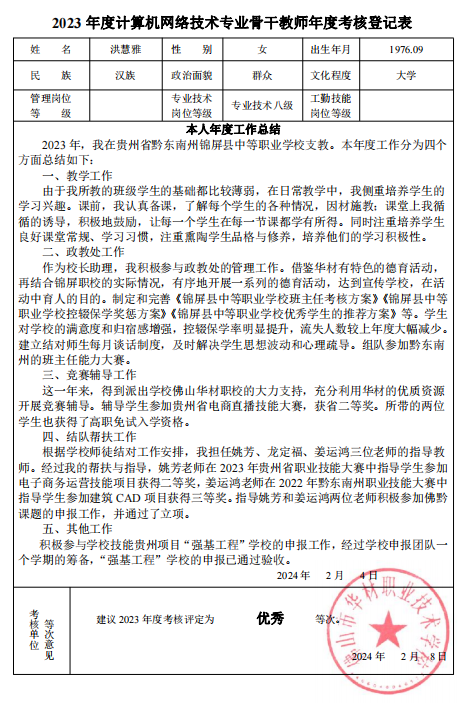 2023 年度计算机网络技术专业骨干教师年度考核登记表
姓 名 洪慧雅 性 别 女 出生年月 1976.09
民 族 汉族 政治面貌 群众 文化程度 大学
管理岗位等 级 专业技术岗位等级 专业技术八级 工勤技能岗位等级
本人年度工作总结
2023 年，我在贵州省黔东南州锦屏县中等职业学校支教。本年度工作分为四个
方面总结如下：
一、教学工作
由于我所教的班级学生的基础都比较薄弱，在日常教学中，我侧重培养学生的
学习兴趣。课前，我认真备课，了解每个学生的各种情况，因材施教；课堂上我循
循的诱导，积极地鼓励，让每一个学生在每一节课都学有所得。同时注重培养学生
良好课堂常规、学习习惯，注重熏陶学生品格与修养，培养他们的学习积极性。
二、政教处工作
作为校长助理，我积极参与政教处的管理工作。借鉴华材有特色的德育活动，
再结合锦屏职校的实际情况，有序地开展一系列的德育活动，达到宣传学校，在活
动中育人的目的。制定和完善《锦屏县中等职业学校班主任考核方案》《锦屏县中等
职业学校控辍保学奖惩方案》《锦屏县中等职业学校优秀学生的推荐方案》等。学生
对学校的满意度和归宿感增强，控辍保学率明显提升，流失人数较上年度大幅减少。
建立结对师生每月谈话制度，及时解决学生思想波动和心理疏导。组队参加黔东南
州的班主任能力大赛。
三、竞赛辅导工作
这一年来，得到派出学校佛山华材职校的大力支持，充分利用华材的优质资源
开展竞赛辅导。辅导学生参加贵州省电商直播技能大赛，获省二等奖。所带的两位
学生也获得了高职免试入学资格。
四、结队帮扶工作
根据学校师徒结对工作安排，我担任姚芳、龙定福、姜运鸿三位老师的指导教
师。经过我的帮扶与指导，姚芳老师在 2023 年贵州省职业技能大赛中指导学生参加
电子商务运营技能项目获得二等奖，姜运鸿老师在 2022 年黔东南州职业技能大赛中
指导学生参加建筑 CAD 项目获得三等奖。指导姚芳和姜运鸿两位老师积极参加佛黔
课题的申报工作，并通过了立项。
五、其他工作
积极参与学校技能贵州项目“强基工程”学校的申报工作，经过学校申报团队一
个学期的筹备，“强基工程”学校的申报已通过验收。
2024 年 2 月 4 日
考核单位 等次意见
建议 2023 年度考核评定为 优秀 等次。
佛山市华材职业技术学校
2024 年 2 月 8 日